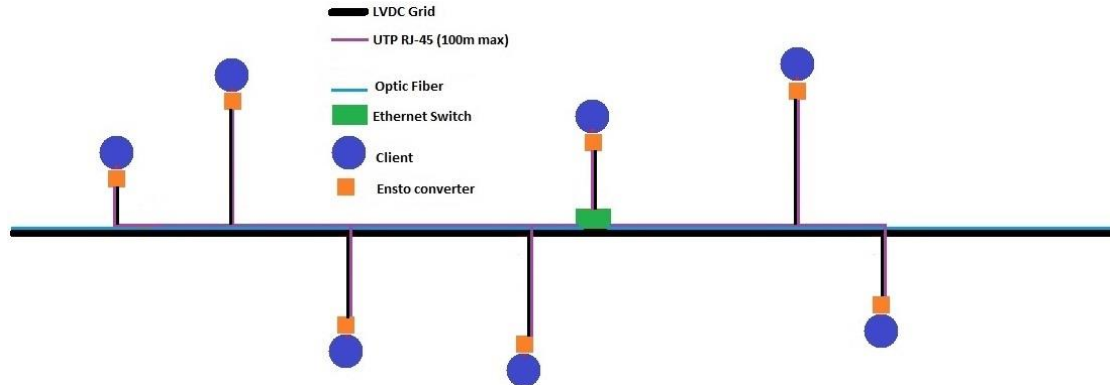 LVDC Grid
UTP RJ-45 (100m max)
Optic Fiber
Ethernet Switch
Client
Ensto converter